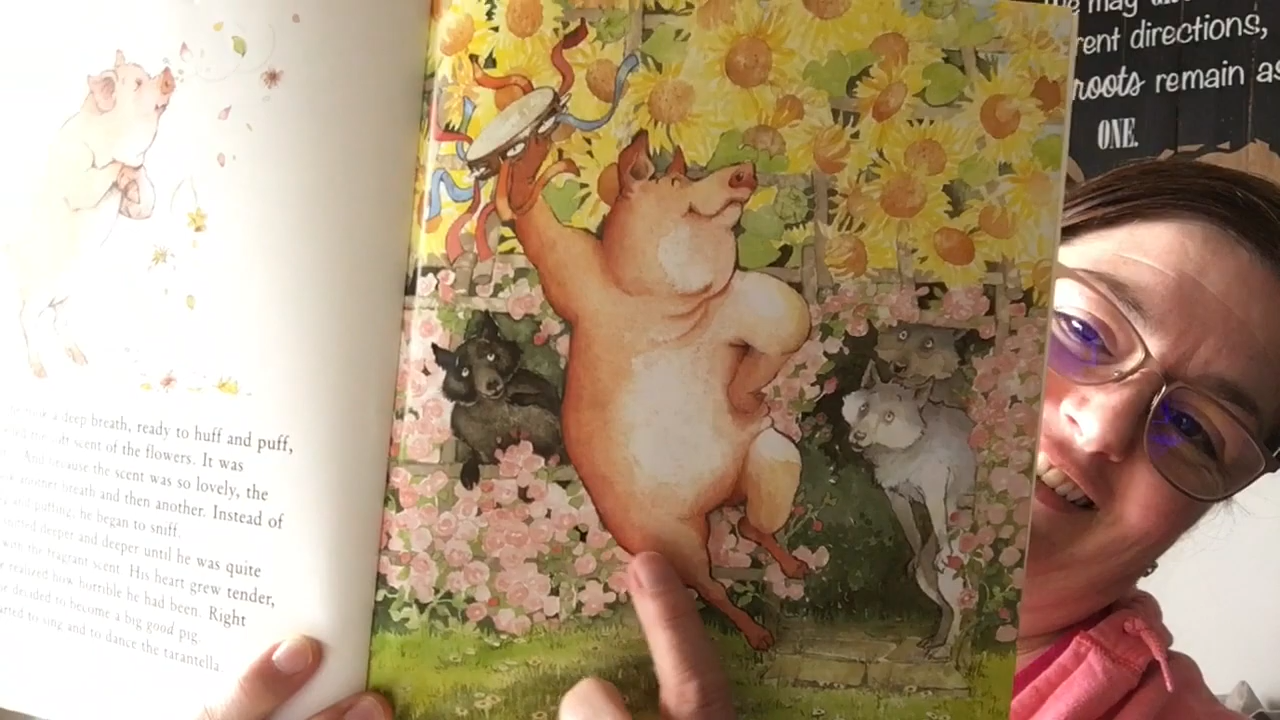 a deep breath, ready to huff and puff,
scent of the flowers. It was
And because the scent was so lovely, the
another breath and then another. Instead of
and puffing, he began to sniff.
deeper and deeper until he was quite
with the fragrant scent. His heart grew tender,
realized how horrible he had been. Right
decided to become a big good pig.
to sing and to dance the tarantella.
may
rent directions,
roots remain as
ONE.